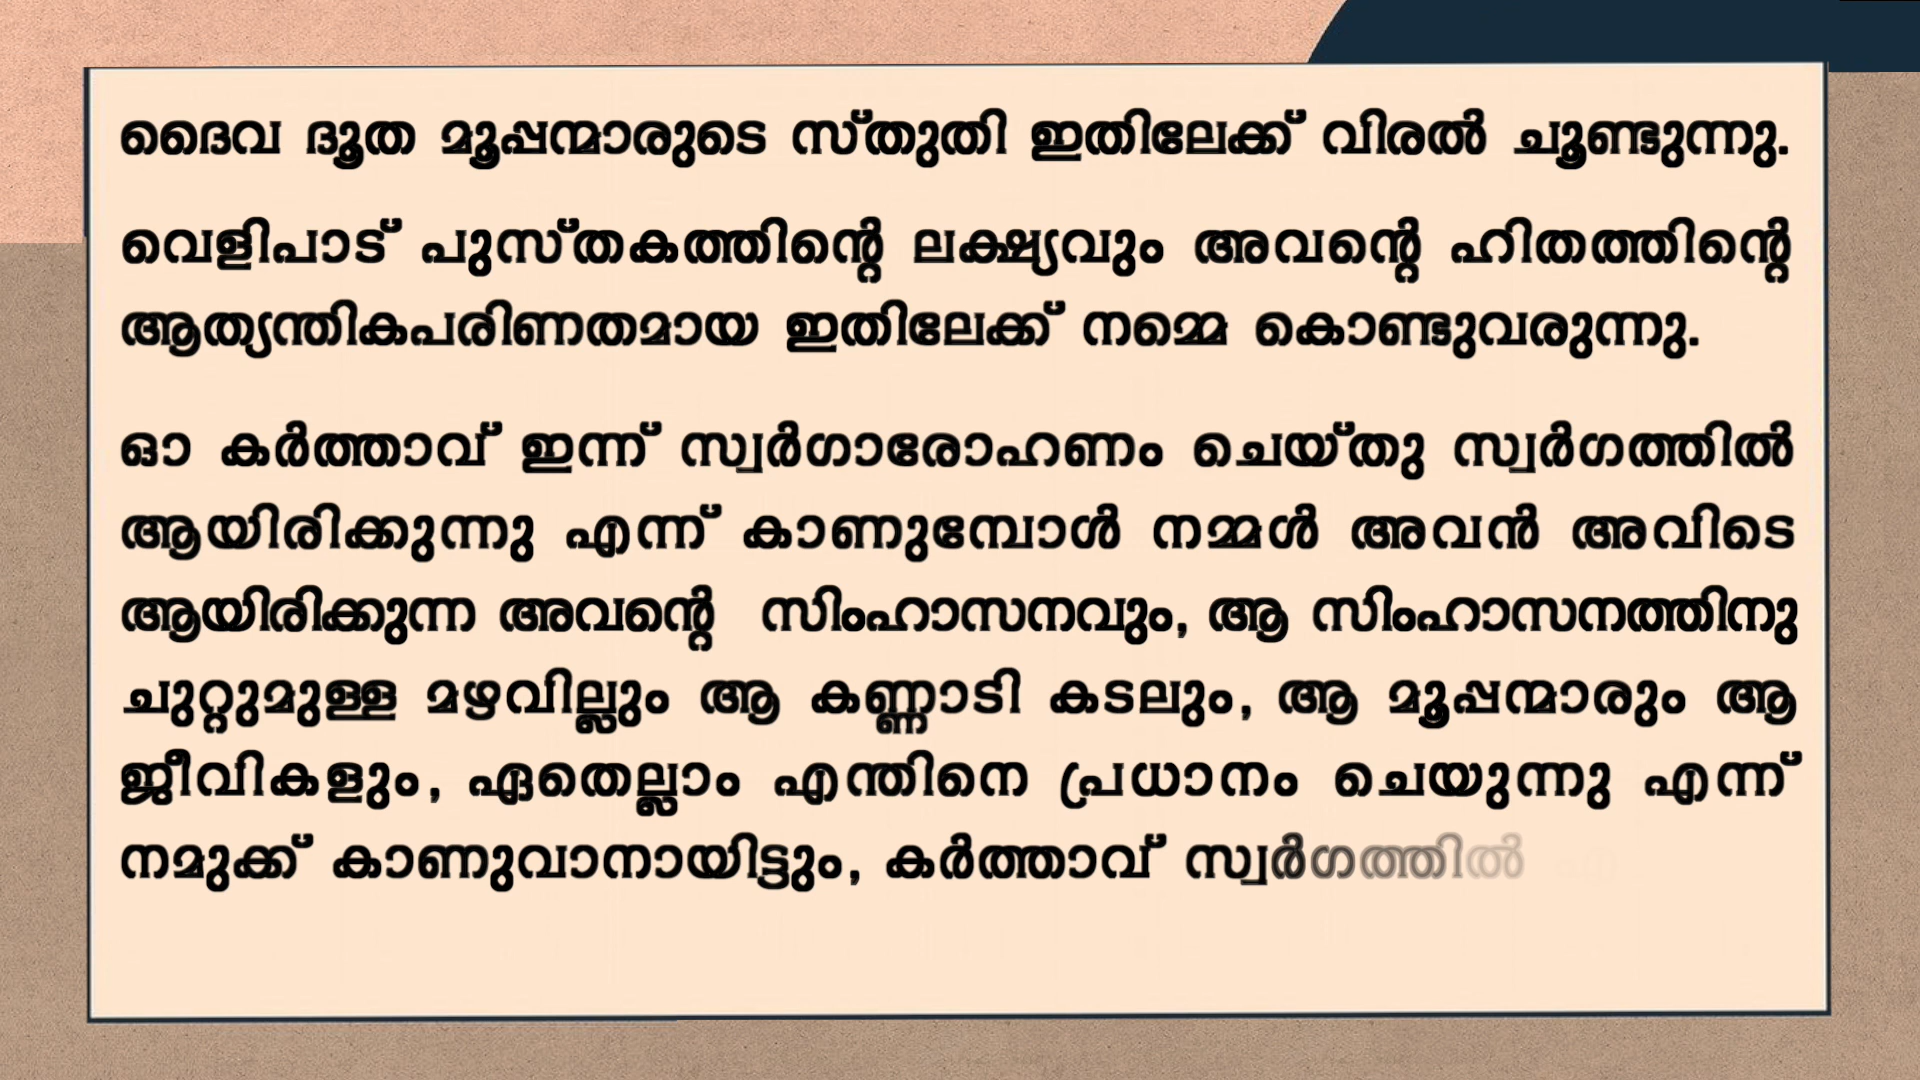 ദൈവ ദൂത മൂപ്പന്മാരുടെ സ്തുതി ഇതിലേക്ക് വിരൽ ചൂണ്ടുന്നു.
വെളിപാട് പുസ്തകത്തിന്റെ ലക്ഷ്യവും അവന്റെ ഹിതത്തിന്റെ
ആത്യന്തികപരിണതമായ ഇതിലേക്ക് നമ്മെ കൊണ്ടുവരുന്നു.
ഓ കർത്താവ് ഇന്ന് സ്വർഗാരോഹണം ചെയ്തു സ്വർഗത്തിൽ
ആയിരിക്കുന്നു എന്ന് കാണുമ്പോൾ നമ്മൾ അവൻ അവിടെ
ആയിരിക്കുന്ന അവന്റെ സിംഹാസനവും, ആ സിംഹാസനത്തിനു
ചുറ്റുമുള്ള മഴവില്ലും ആ കണ്ണാടി കടലും, ആ മൂപ്പന്മാരും ആ
ജീവികളും, ഏതെല്ലാം എന്തിനെ പ്രധാനം ചെയുന്നു എന്ന്
നമുക്ക് കാണുവാനായിട്ടും, കർത്താവ് സ്വർഗത്തിൽ